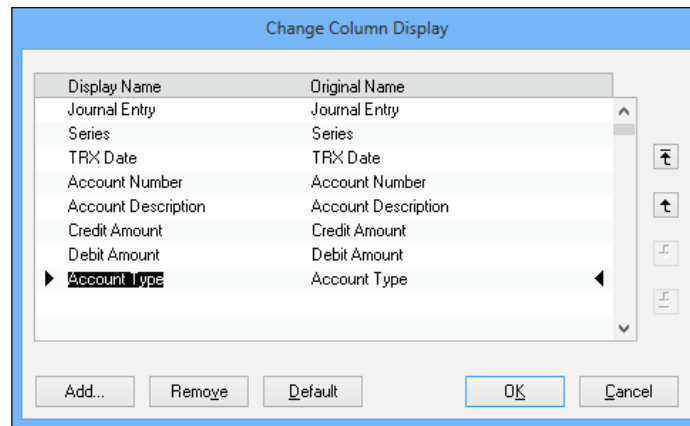 Change Column Display
Display Name Original Name
Journal Entry Journal Entry
Series Series
TRX Date TRX Date
Account Number Account Number
Account Description Account Description
Credit Amount Credit Amount
Debit Amount Debit Amount
Account Type Account Type
Add... Remove Default OK Cancel